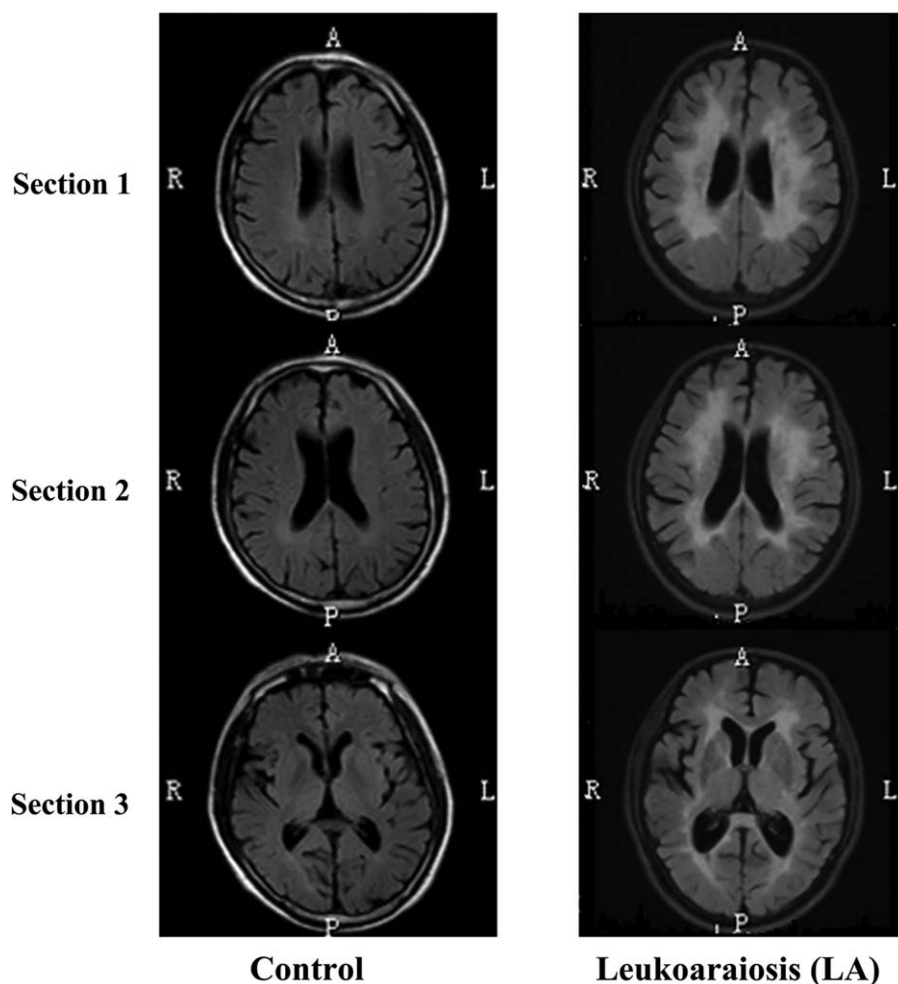 A A
Section 1 R L R L
P P
A A
Section 2 R L R L
P P
A A
Section 3 R L R L
P P
Control Leukoaraiosis (LA)